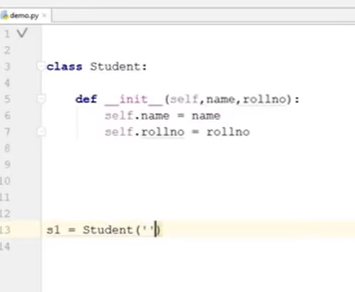 demo.py
1
2
3 class Student:
4
5     def __init__(self,name,rollno):
6         self.name = name
7         self.rollno = rollno
8
9
10
11
12
13 s1 = Student('')
14